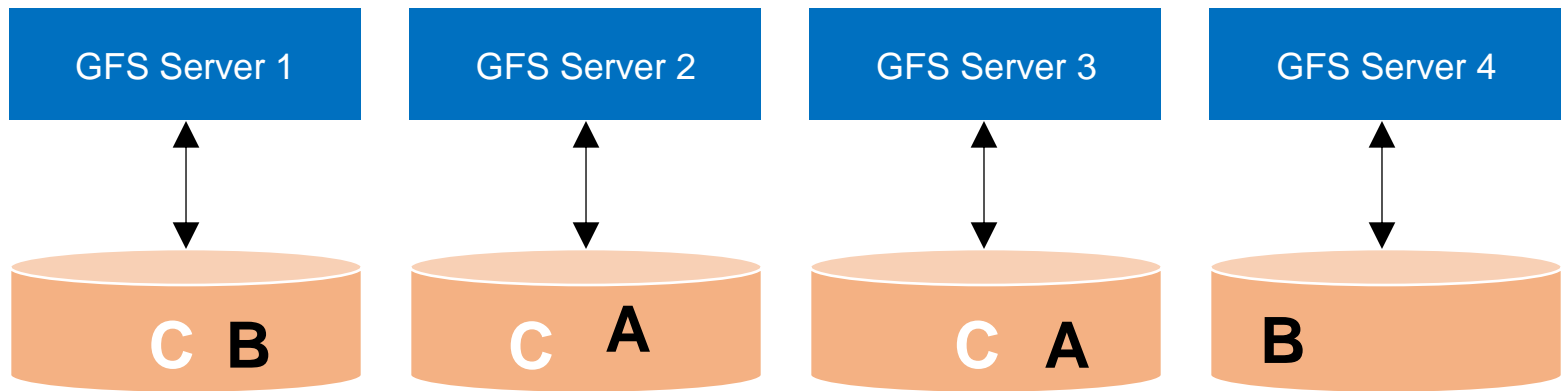 GFS Server 1 GFS Server 2 GFS Server 3 GFS Server 4
C B C A C A B